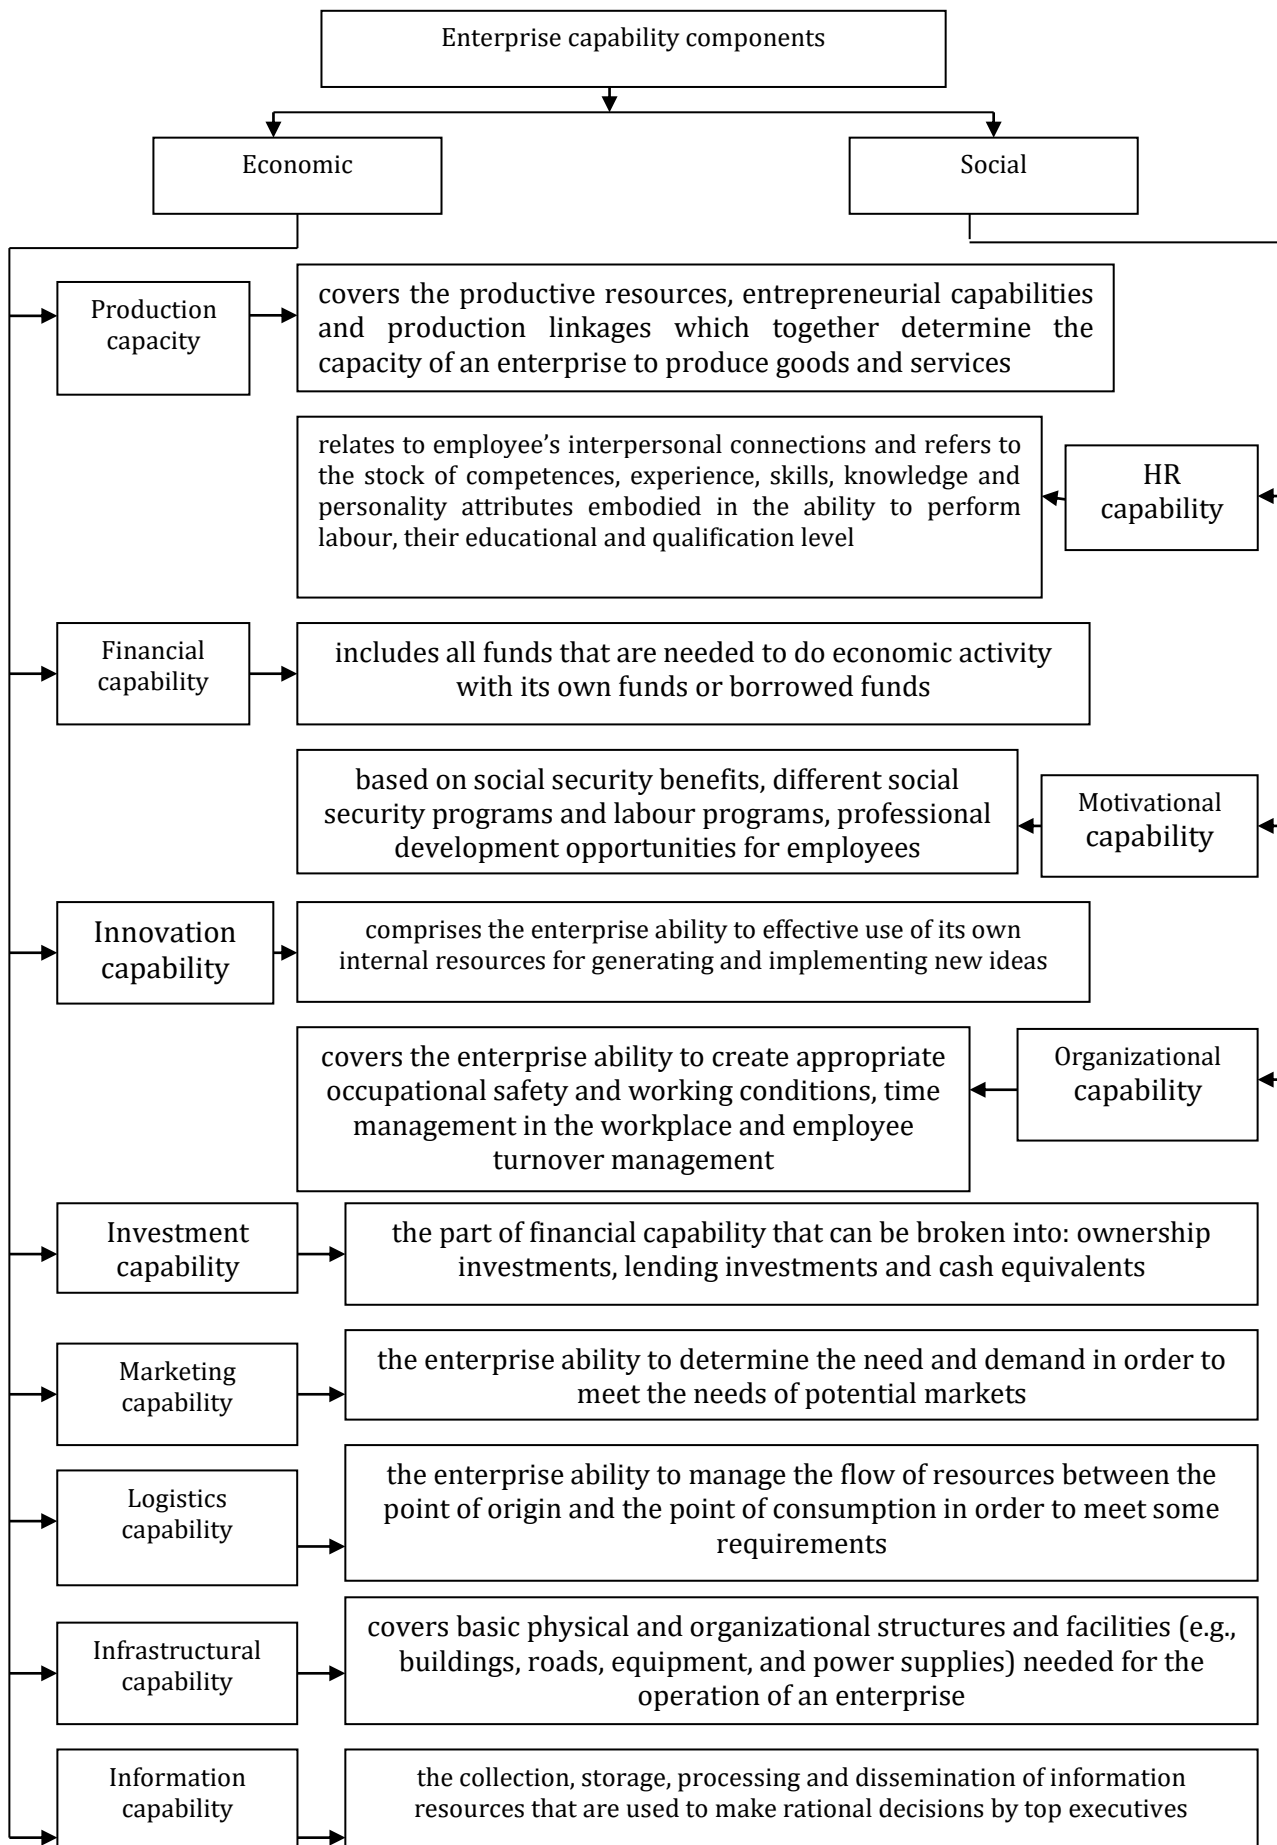 Enterprise capability components
Economic
Social
Production
capacity
covers the productive resources, entrepreneurial capabilities
and production linkages which together determine the
capacity of an enterprise to produce goods and services
relates to employee’s interpersonal connections and refers to
the stock of competences, experience, skills, knowledge and
personality attributes embodied in the ability to perform
labour, their educational and qualification level
HR
capability
Financial
capability
includes all funds that are needed to do economic activity
with its own funds or borrowed funds
based on social security benefits, different social
security programs and labour programs, professional
development opportunities for employees
Motivational
capability
Innovation
capability
comprises the enterprise ability to effective use of its own
internal resources for generating and implementing new ideas
covers the enterprise ability to create appropriate
occupational safety and working conditions, time
management in the workplace and employee
turnover management
Organizational
capability
Investment
capability
the part of financial capability that can be broken into: ownership
investments, lending investments and cash equivalents
Marketing
capability
the enterprise ability to determine the need and demand in order to
meet the needs of potential markets
Logistics
capability
the enterprise ability to manage the flow of resources between the
point of origin and the point of consumption in order to meet some
requirements
Infrastructural
capability
covers basic physical and organizational structures and facilities (e.g.,
buildings, roads, equipment, and power supplies) needed for the
operation of an enterprise
Information
capability
the collection, storage, processing and dissemination of information
resources that are used to make rational decisions by top executives